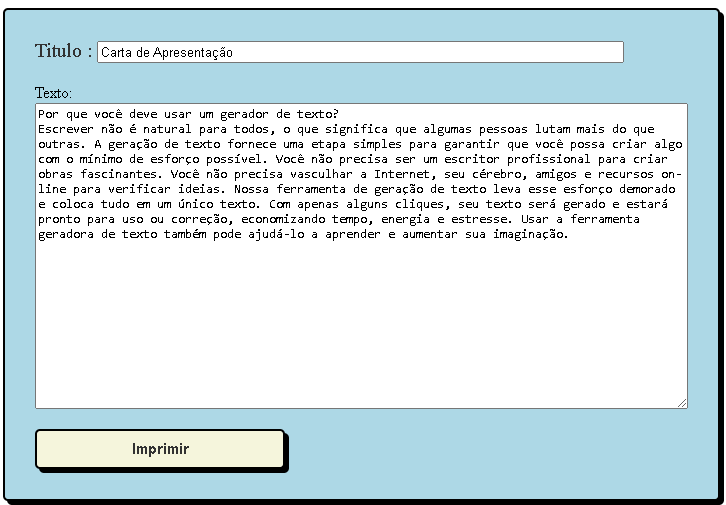 Titulo : Carta de Apresentação
Texto:
Por que você deve usar um gerador de texto?
Escrever não é natural para todos, o que significa que algumas pessoas lutam mais do que
outras. A geração de texto fornece uma etapa simples para garantir que você possa criar algo
com o mínimo de esforço possível. Você não precisa ser um escritor profissional para criar
obras fascinantes. Você não precisa vasculhar a Internet, seu cérebro, amigos e recursos on-
line para verificar ideias. Nossa ferramenta de geração de texto leva esse esforço demorado
e coloca tudo em um único texto. Com apenas alguns cliques, seu texto será gerado e estará
pronto para uso ou correção, economizando tempo, energia e estresse. Usar a ferramenta
geradora de texto também pode ajudá-lo a aprender e aumentar sua imaginação.
Imprimir